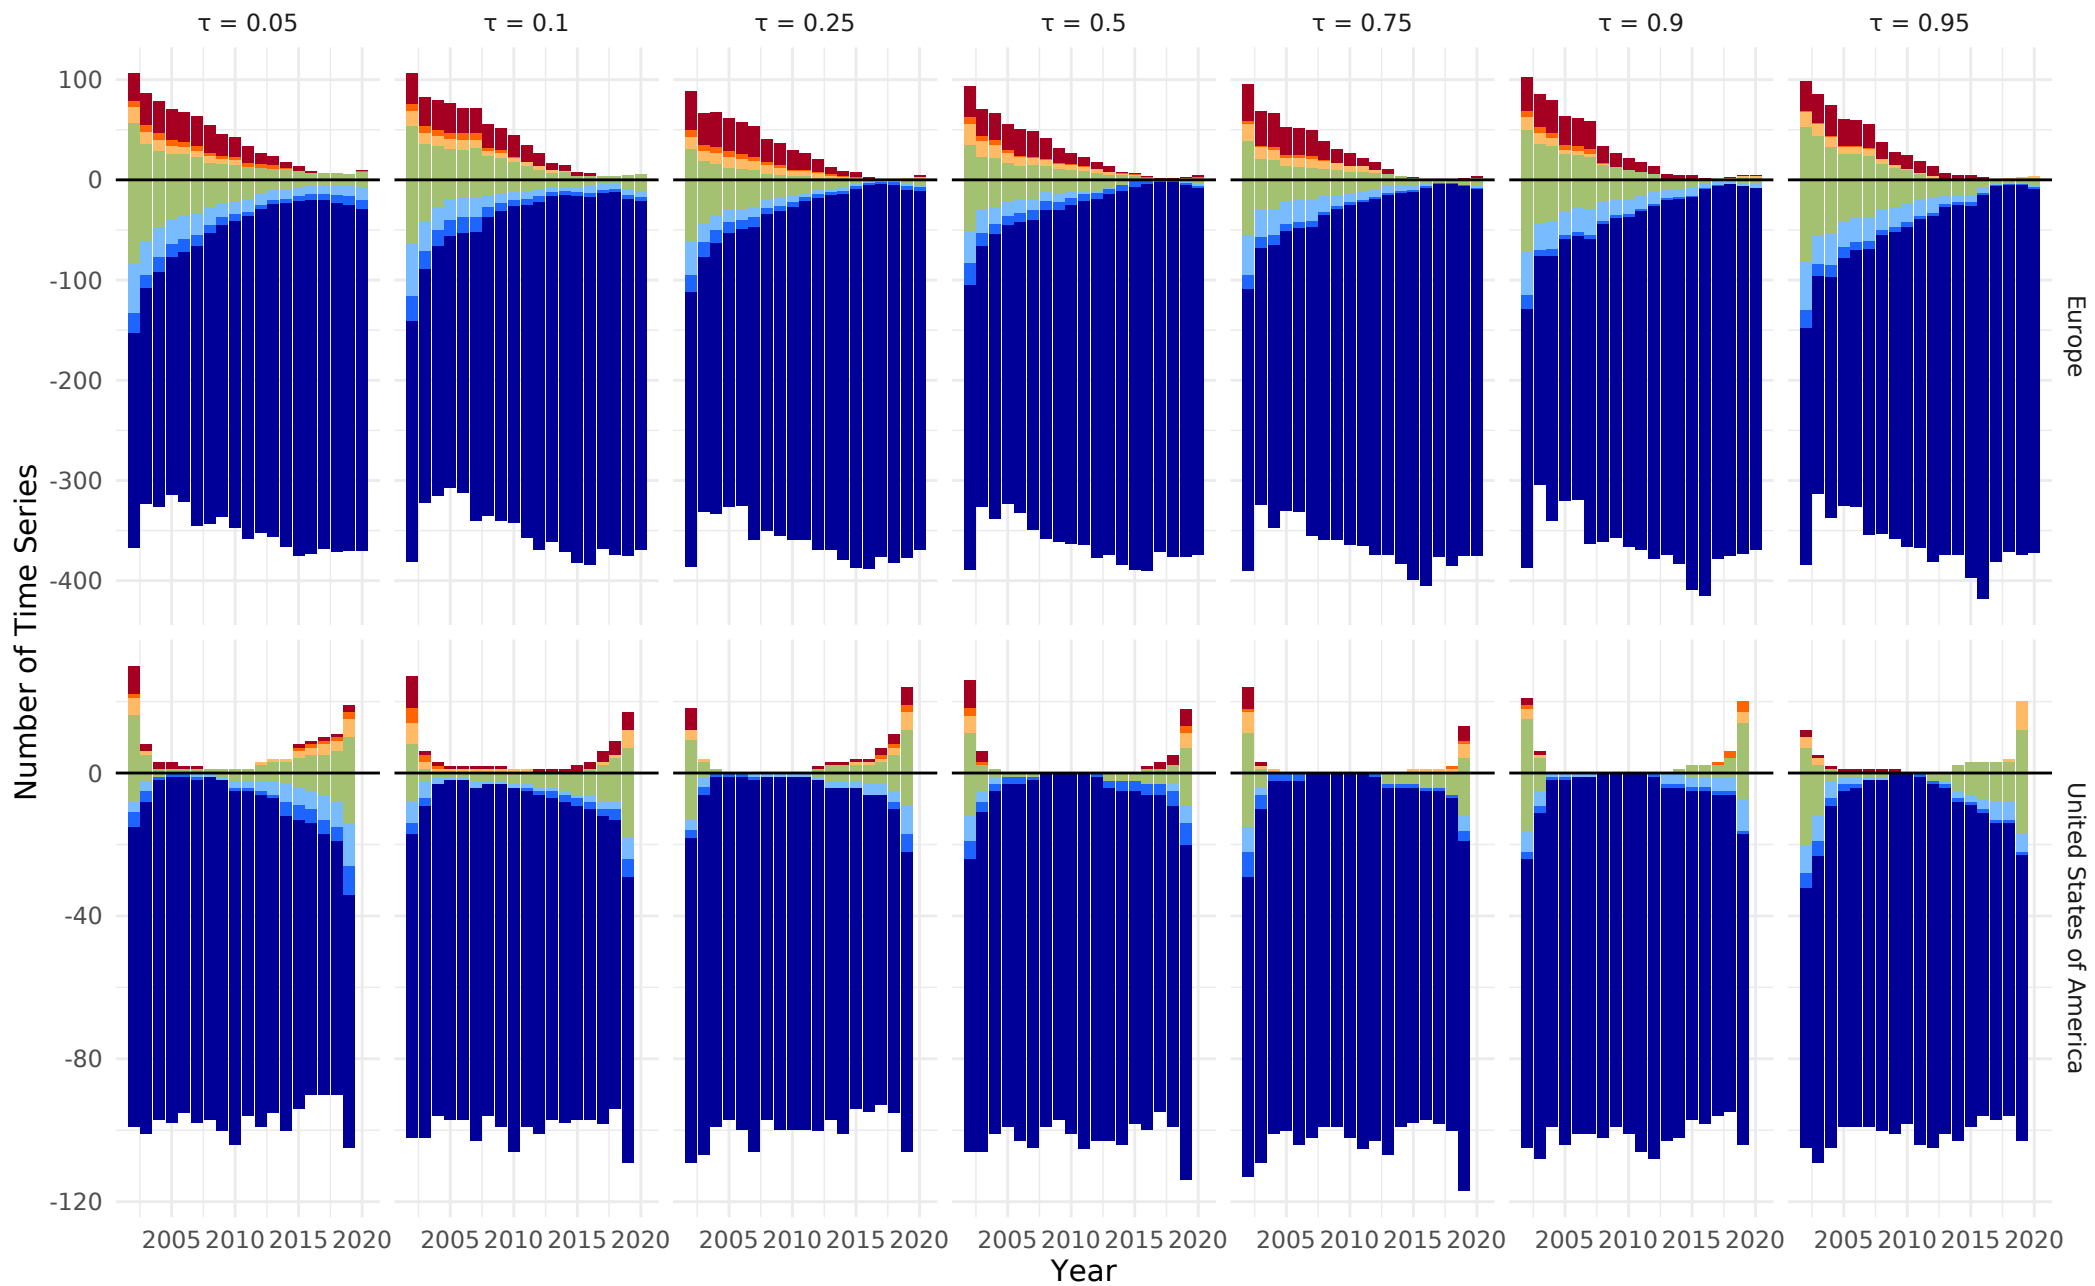 τ = 0.05 τ = 0.1 τ = 0.25 τ = 0.5 τ = 0.75 τ = 0.9 τ = 0.95
100
0
-100
-200
-300
-400
Europe
Number of Time Series
0
-40
-80
-120
United States of America
2005 2010 2015 2020 2005 2010 2015 2020 2005 2010 2015 2020 2005 2010 2015 2020 2005 2010 2015 2020 2005 2010 2015 2020 2005 2010 2015 2020
Year